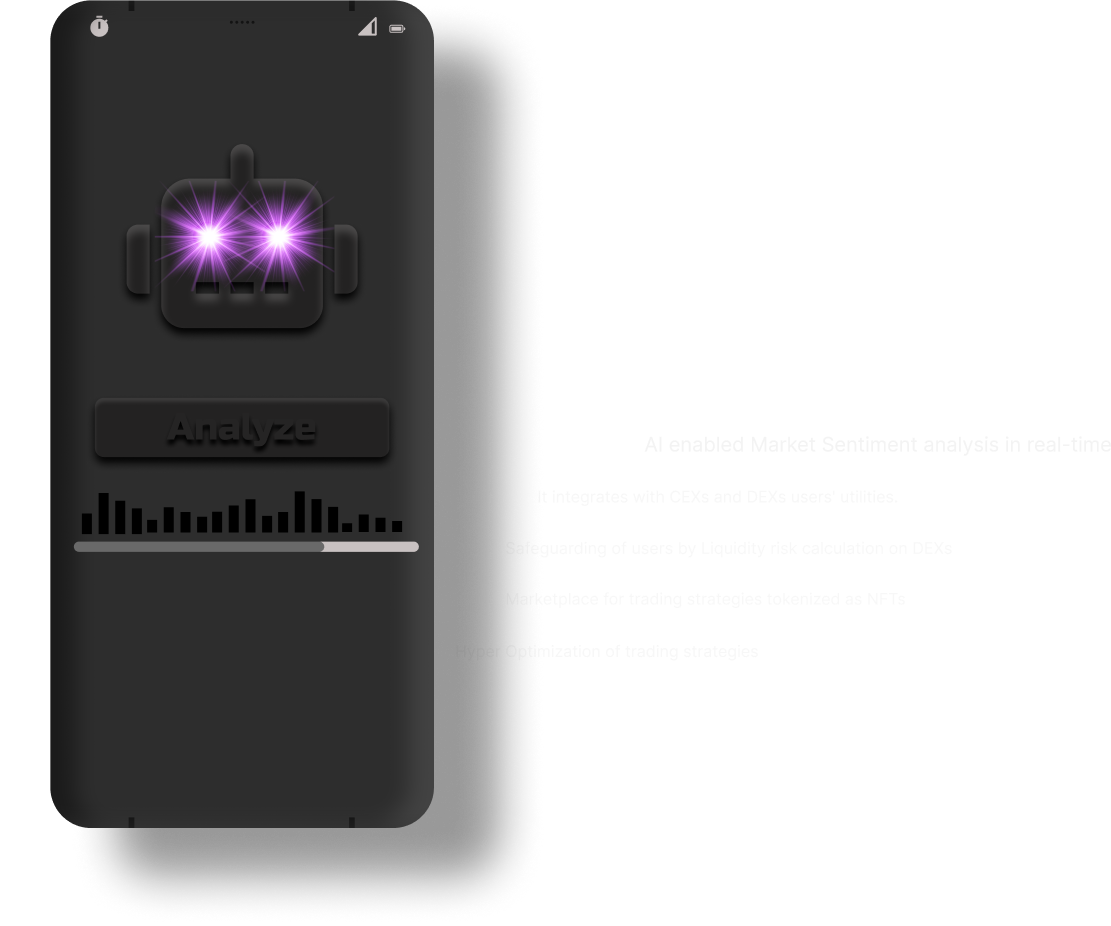 Analyze
AI enabled Market Sentiment analysis in real-time
It integrates with CEXs and DEXs users' utilities
Safeguarding of users by Liquidity risk calculation on DEXs
Marketplace for trading strategies tokenized as NFTs
Hyper Optimization of trading strategies